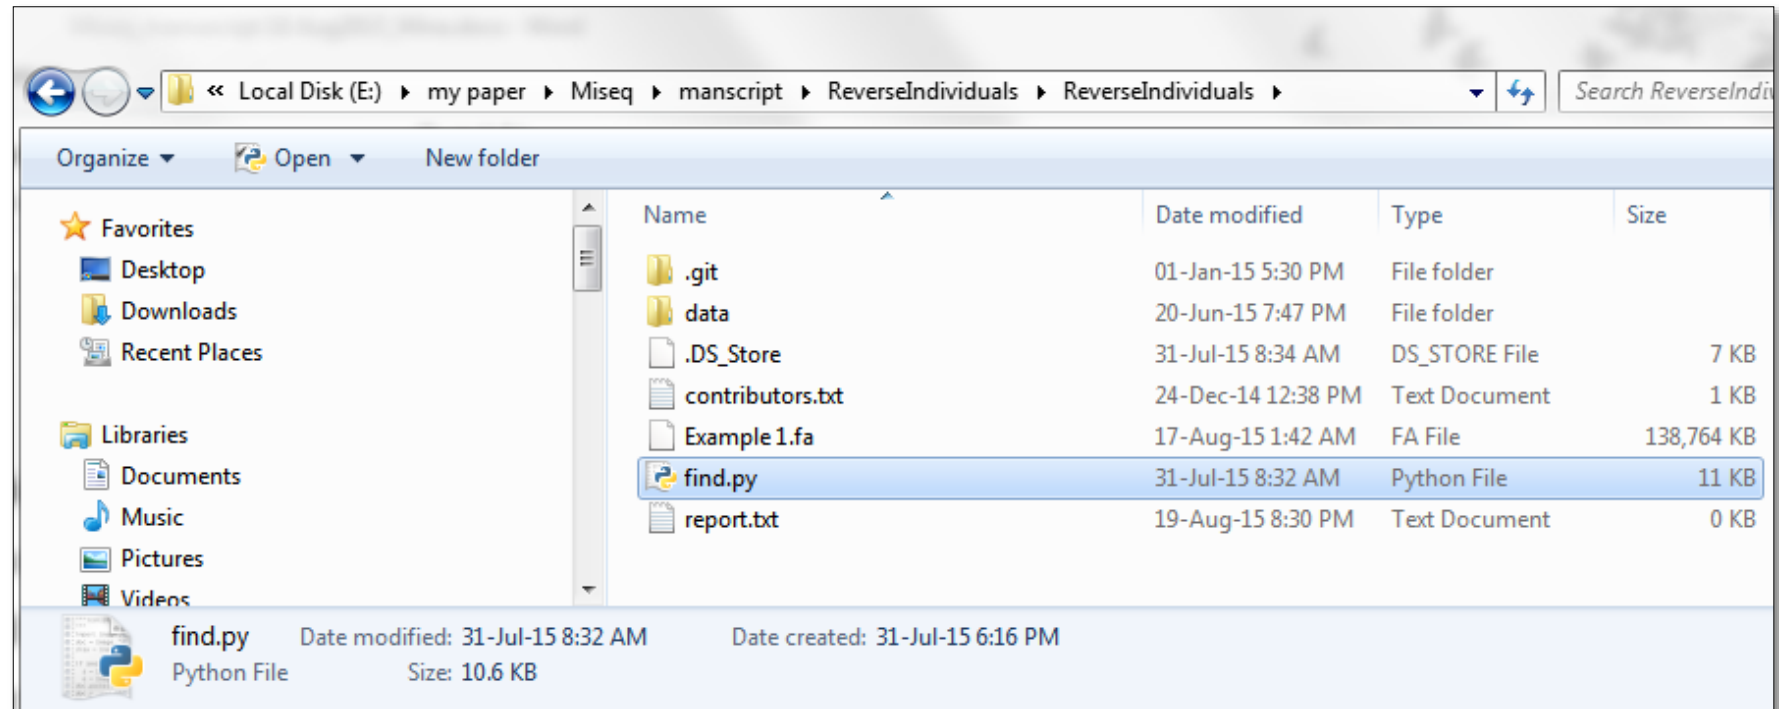 « Local Disk (E:) ▸ my paper ▸ Miseq ▸ manscript ▸ ReverseIndividuals ▸ ReverseIndividuals ▸ Search ReverseIndiv
Organize Open New folder
Name Date modified Type Size
Favorites
Desktop
Downloads
Recent Places
Libraries
Documents
Music
Pictures
Videos
.git 01-Jan-15 5:30 PM File folder
data 20-Jun-15 7:47 PM File folder
.DS_Store 31-Jul-15 8:34 AM DS_STORE File 7 KB
contributors.txt 24-Dec-14 12:38 PM Text Document 1 KB
Example 1.fa 17-Aug-15 1:42 AM FA File 138,764 KB
find.py 31-Jul-15 8:32 AM Python File 11 KB
report.txt 19-Aug-15 8:30 PM Text Document 0 KB
find.py Date modified: 31-Jul-15 8:32 AM Date created: 31-Jul-15 6:16 PM
Python File Size: 10.6 KB